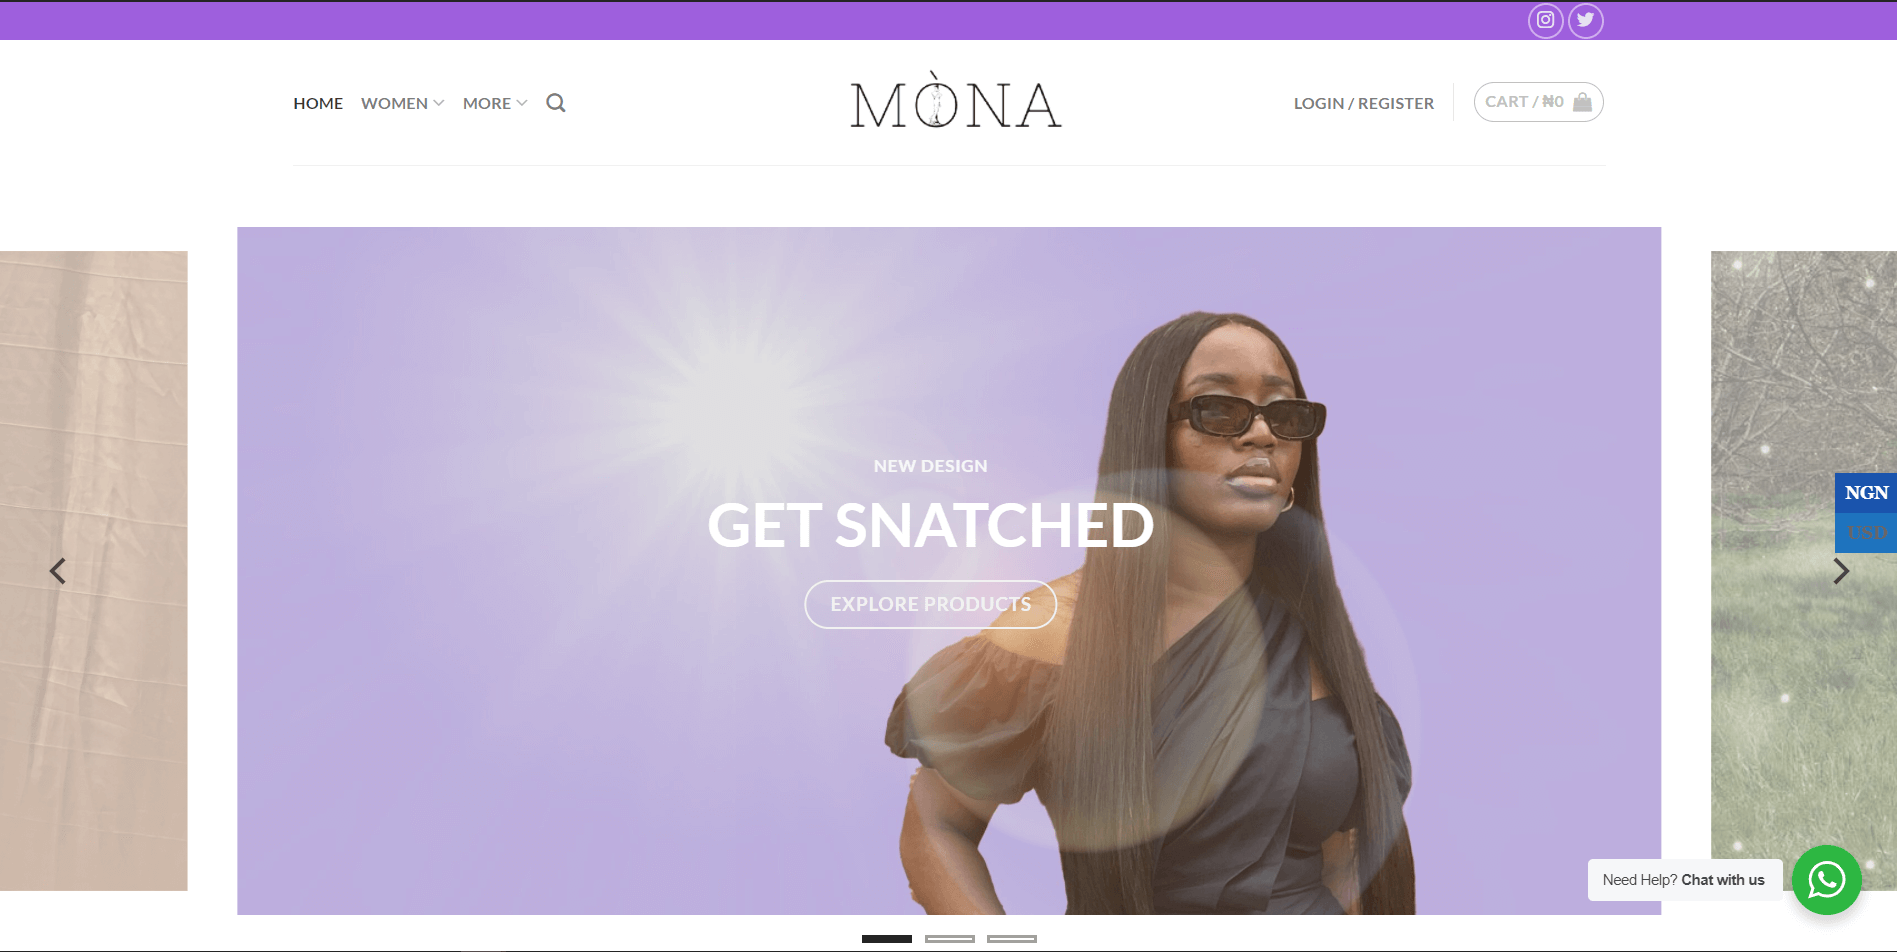 HOME
WOMEN
MORE
MÒNA
LOGIN / REGISTER
CART / ₦0
NEW DESIGN
GET SNATCHED
EXPLORE PRODUCTS
NGN
USD
Need Help? Chat with us